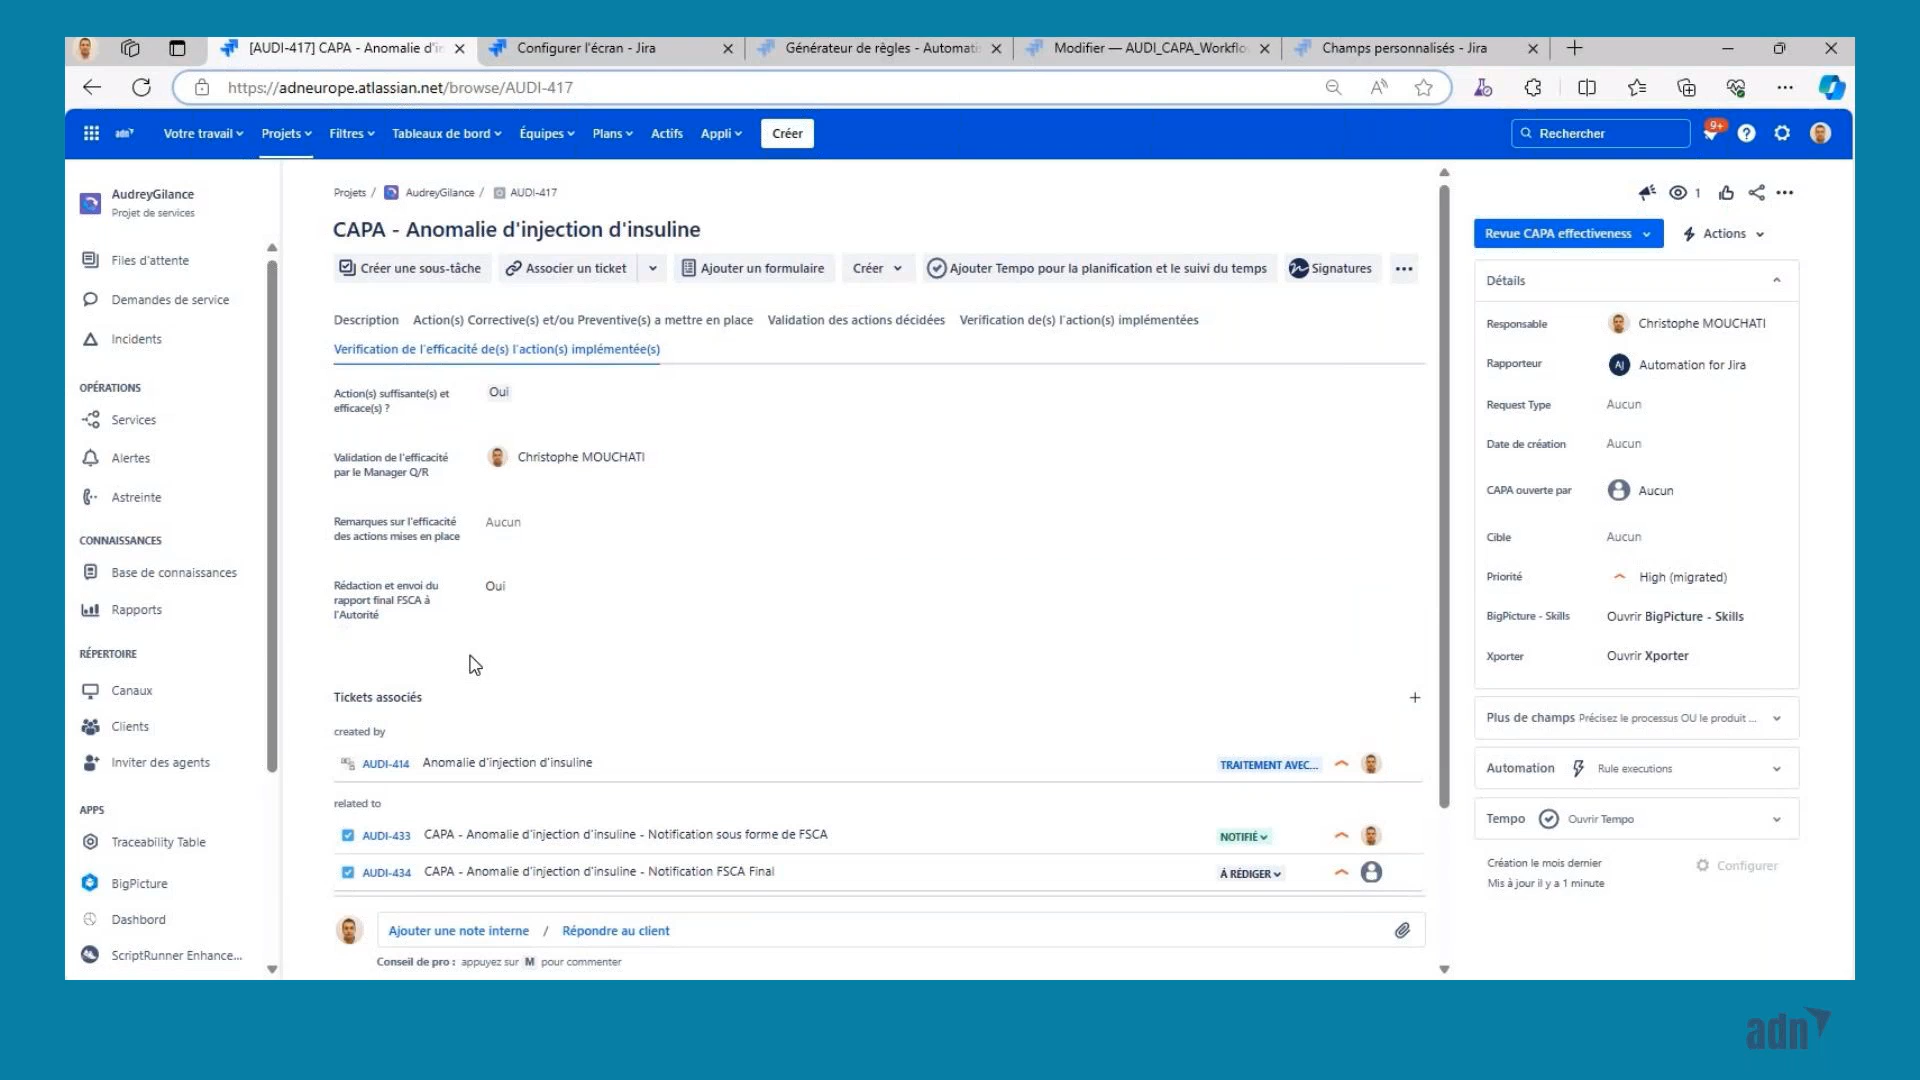 [AUDI-417] CAPA - Anomalie d'in
Configurer l'écran - Jira
Générateur de règles - Automati
Modifier — AUDI_CAPA_Workflo
Champs personnalisés - Jira
https://adneurope.atlassian.net/browse/AUDI-417
adn
Votre travail
Projets
Filtres
Tableaux de bord
Équipes
Plans
Actifs
Appli
Créer
Rechercher
9+
AudreyGilance
Projet de services
Files d'attente
Demandes de service
Incidents
OPÉRATIONS
Services
Alertes
Astreinte
CONNAISSANCES
Base de connaissances
Rapports
RÉPERTOIRE
Canaux
Clients
Inviter des agents
APPS
Traceability Table
BigPicture
Dashbord
ScriptRunner Enhance...
Projets / AudreyGilance / AUDI-417
CAPA - Anomalie d'injection d'insuline
Créer une sous-tâche
Associer un ticket
Ajouter un formulaire
Créer
Ajouter Tempo pour la planification et le suivi du temps
Signatures
Description
Action(s) Corrective(s) et/ou Preventive(s) a mettre en place
Validation des actions décidées
Verification de(s) l'action(s) implémentées
Verification de l'efficacité de(s) l'action(s) implémentée(s)
Action(s) suffisante(s) et
efficace(s) ?
Oui
Validation de l'efficacité
par le Manager Q/R
Christophe MOUCHATI
Remarques sur l'efficacité
des actions mises en place
Aucun
Rédaction et envoi du
rapport final FSCA à
l'Autorité
Oui
Tickets associés
created by
AUDI-414 Anomalie d'injection d'insuline TRAITEMENT AVEC...
related to
AUDI-433 CAPA - Anomalie d'injection d'insuline - Notification sous forme de FSCA NOTIFIÉ
AUDI-434 CAPA - Anomalie d'injection d'insuline - Notification FSCA Final À RÉDIGER
Ajouter une note interne / Répondre au client
Conseil de pro : appuyez sur M pour commenter
1
Revue CAPA effectiveness
Actions
Détails
Responsable Christophe MOUCHATI
Rapporteur AJ Automation for Jira
Request Type Aucun
Date de création Aucun
CAPA ouverte par Aucun
Cible Aucun
Priorité High (migrated)
BigPicture - Skills Ouvrir BigPicture - Skills
Xporter Ouvrir Xporter
Plus de champs Précisez le processus OU le produit ...
Automation Rule executions
Tempo Ouvrir Tempo
Création le mois dernier
Mis à jour il y a 1 minute
Configurer
adn